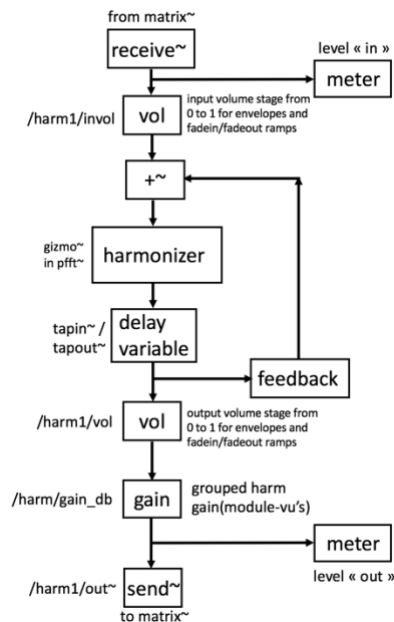 from matrix~
receive~
level « in »
meter
/harm1/invol
vol
input volume stage from
0 to 1 for envelopes and
fadein/fadeout ramps
+~
gizmo~
in pfft~
harmonizer
tapin~ /
tapout~
delay
variable
feedback
/harm1/vol
vol
output volume stage from
0 to 1 for envelopes and
fadein/fadeout ramps
/harm/gain_db
gain
grouped harm
gain(module-vu's)
meter
level « out »
/harm1/out~
send~
to matrix~